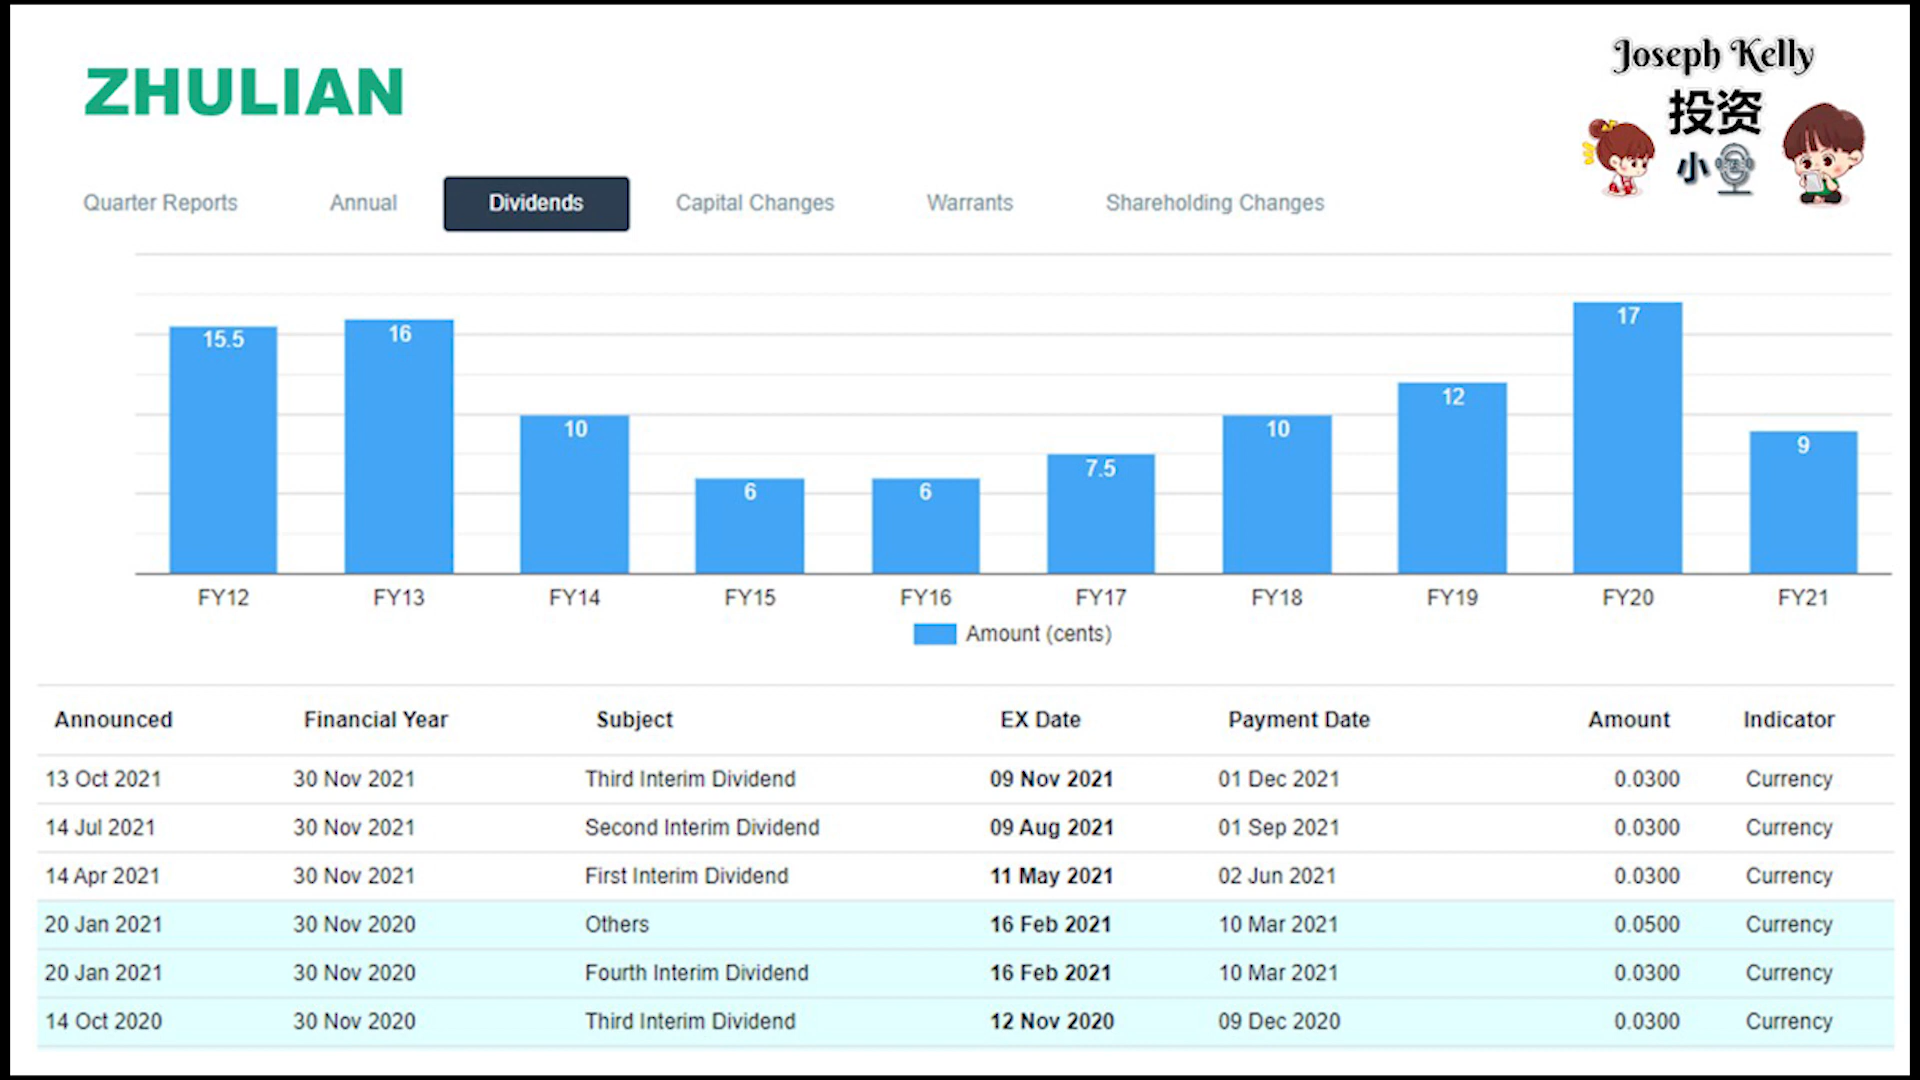 Joseph Kelly
ZHULIAN
投资
小
Quarter Reports Annual Dividends Capital Changes Warrants Shareholding Changes
15.5 16 10 6 6 7.5 10 12 17 9
FY12 FY13 FY14 FY15 FY16 FY17 FY18 FY19 FY20 FY21
Amount (cents)
Announced Financial Year Subject EX Date Payment Date Amount Indicator
13 Oct 2021 30 Nov 2021 Third Interim Dividend 09 Nov 2021 01 Dec 2021 0.0300 Currency
14 Jul 2021 30 Nov 2021 Second Interim Dividend 09 Aug 2021 01 Sep 2021 0.0300 Currency
14 Apr 2021 30 Nov 2021 First Interim Dividend 11 May 2021 02 Jun 2021 0.0300 Currency
20 Jan 2021 30 Nov 2020 Others 16 Feb 2021 10 Mar 2021 0.0500 Currency
20 Jan 2021 30 Nov 2020 Fourth Interim Dividend 16 Feb 2021 10 Mar 2021 0.0300 Currency
14 Oct 2020 30 Nov 2020 Third Interim Dividend 12 Nov 2020 09 Dec 2020 0.0300 Currency